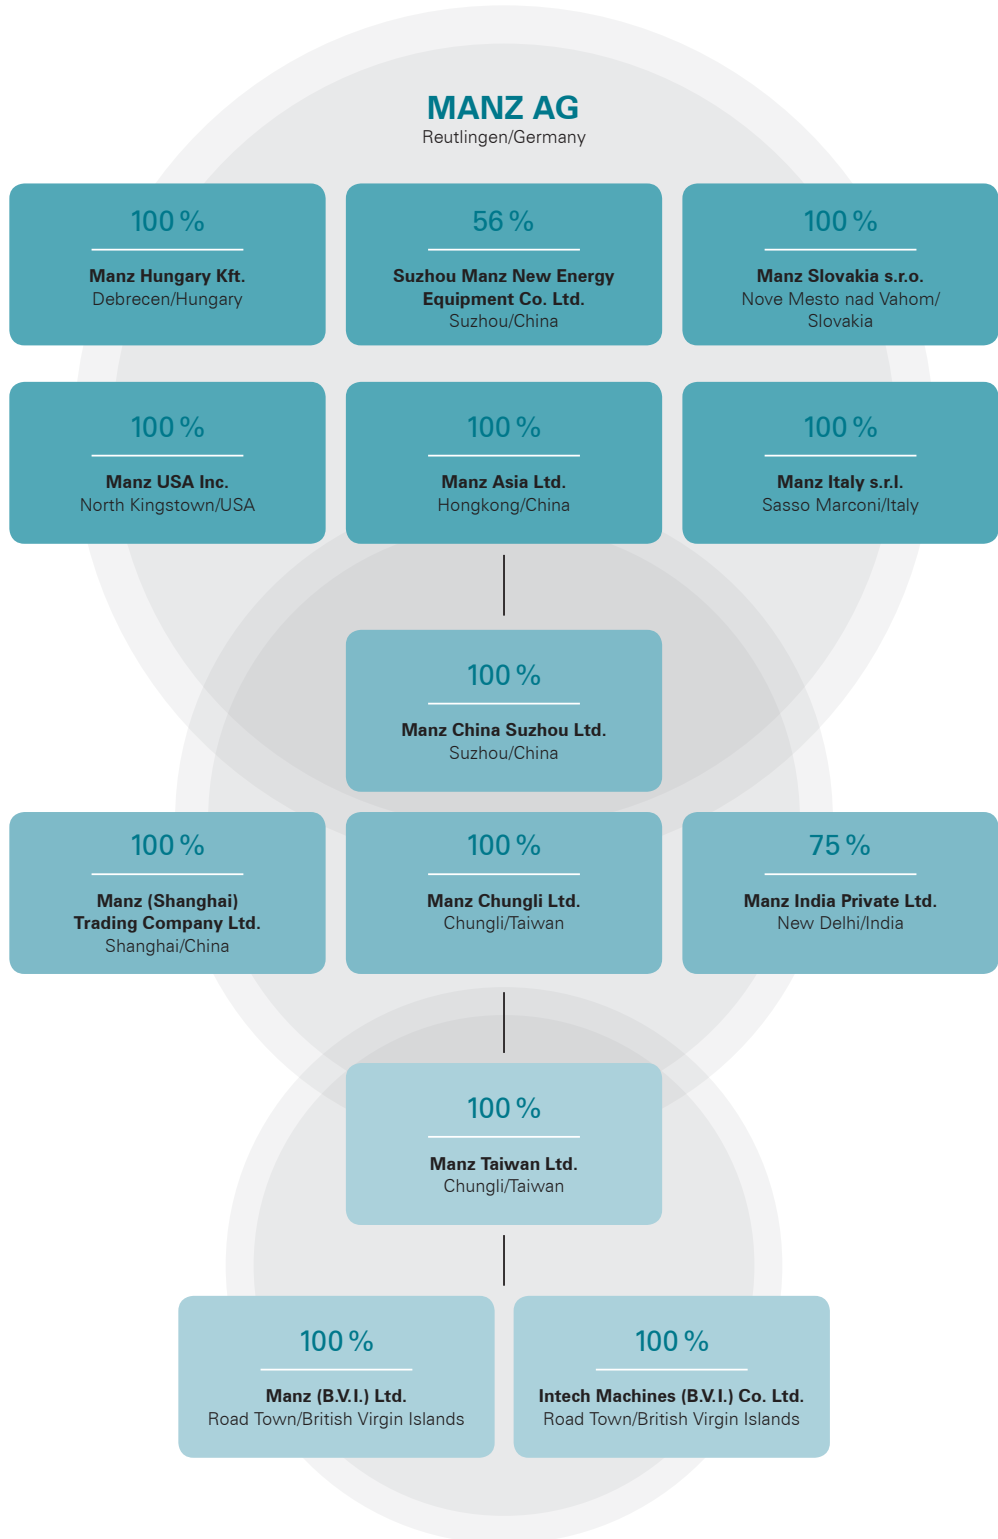 MANZ AG
Reutlingen/Germany
100 %
Manz Hungary Kft.
Debrecen/Hungary
56 %
Suzhou Manz New Energy
Equipment Co. Ltd.
Suzhou/China
100 %
Manz Slovakia s.r.o.
Nove Mesto nad Vahom/
Slovakia
100 %
Manz USA Inc.
North Kingstown/USA
100 %
Manz Asia Ltd.
Hongkong/China
100 %
Manz Italy s.r.l.
Sasso Marconi/Italy
100 %
Manz China Suzhou Ltd.
Suzhou/China
100 %
Manz (Shanghai)
Trading Company Ltd.
Shanghai/China
100 %
Manz Chungli Ltd.
Chungli/Taiwan
75 %
Manz India Private Ltd.
New Delhi/India
100 %
Manz Taiwan Ltd.
Chungli/Taiwan
100 %
Manz (B.V.I.) Ltd.
Road Town/British Virgin Islands
100 %
Intech Machines (B.V.I.) Co. Ltd.
Road Town/British Virgin Islands